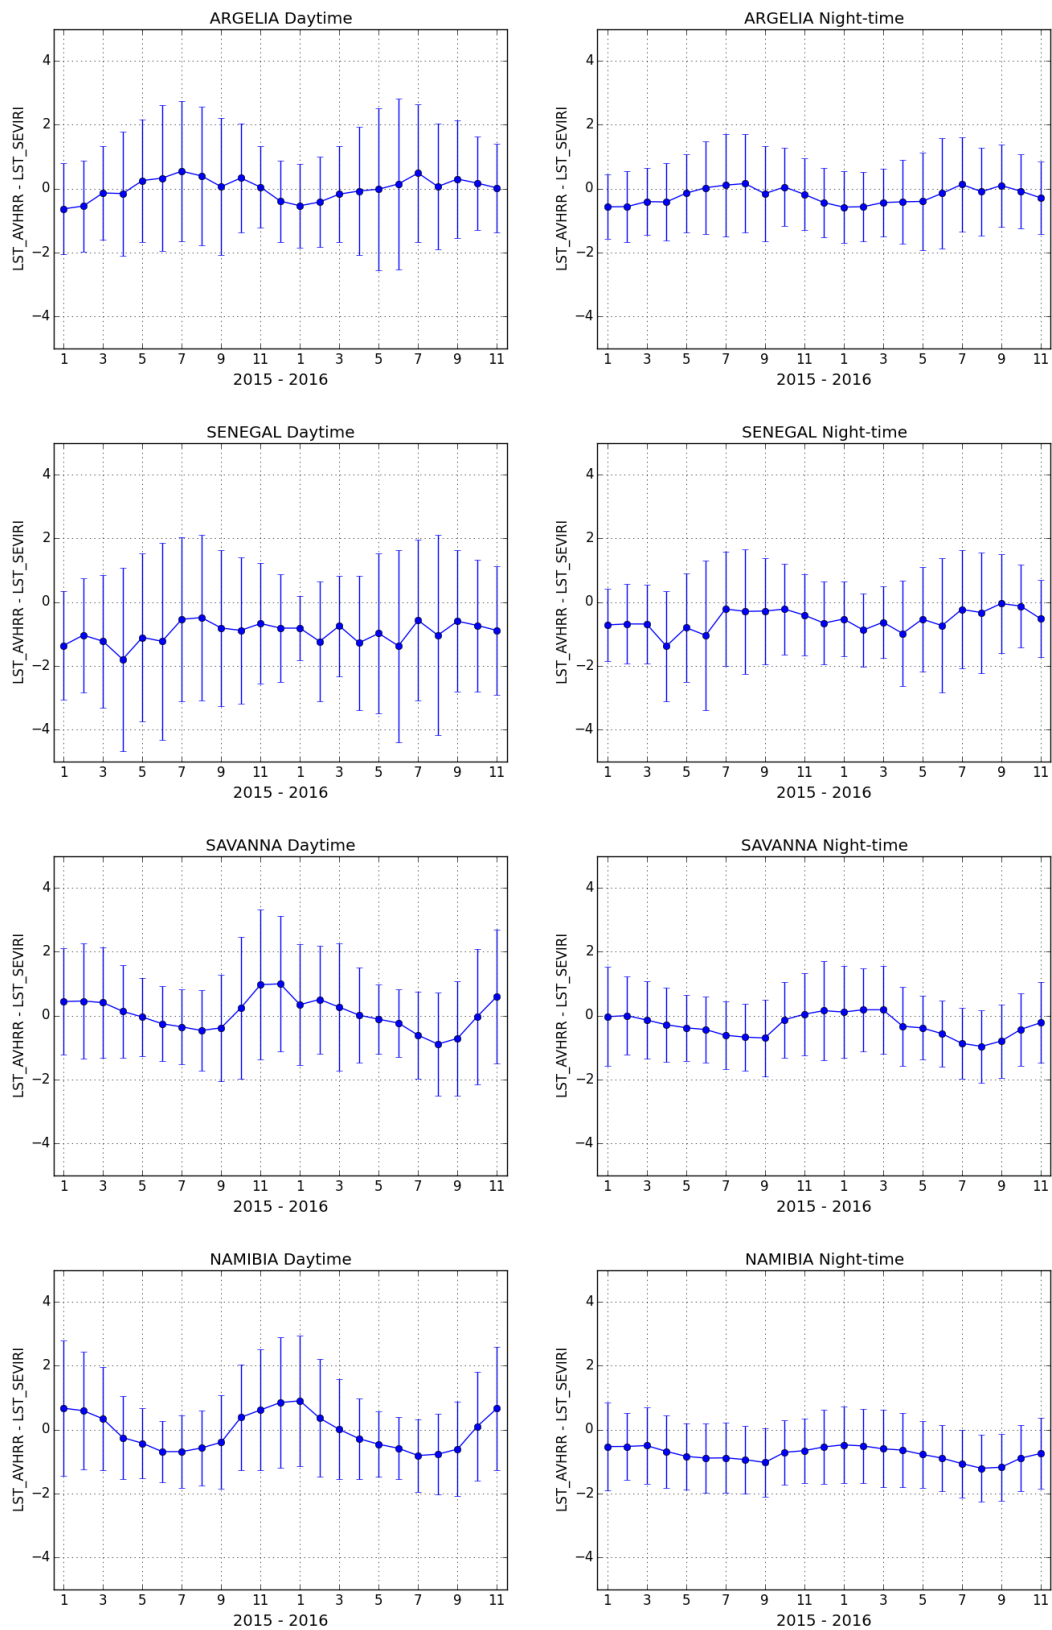 ARGELIA Daytime
LST_AVHRR - LST_SEVIRI
4
2
0
−2
−4
1 3 5 7 9 11 1 3 5 7 9 11
2015 - 2016
ARGELIA Night-time
LST_AVHRR - LST_SEVIRI
4
2
0
−2
−4
1 3 5 7 9 11 1 3 5 7 9 11
2015 - 2016
SENEGAL Daytime
LST_AVHRR - LST_SEVIRI
4
2
0
−2
−4
1 3 5 7 9 11 1 3 5 7 9 11
2015 - 2016
SENEGAL Night-time
LST_AVHRR - LST_SEVIRI
4
2
0
−2
−4
1 3 5 7 9 11 1 3 5 7 9 11
2015 - 2016
SAVANNA Daytime
LST_AVHRR - LST_SEVIRI
4
2
0
−2
−4
1 3 5 7 9 11 1 3 5 7 9 11
2015 - 2016
SAVANNA Night-time
LST_AVHRR - LST_SEVIRI
4
2
0
−2
−4
1 3 5 7 9 11 1 3 5 7 9 11
2015 - 2016
NAMIBIA Daytime
LST_AVHRR - LST_SEVIRI
4
2
0
−2
−4
1 3 5 7 9 11 1 3 5 7 9 11
2015 - 2016
NAMIBIA Night-time
LST_AVHRR - LST_SEVIRI
4
2
0
−2
−4
1 3 5 7 9 11 1 3 5 7 9 11
2015 - 2016